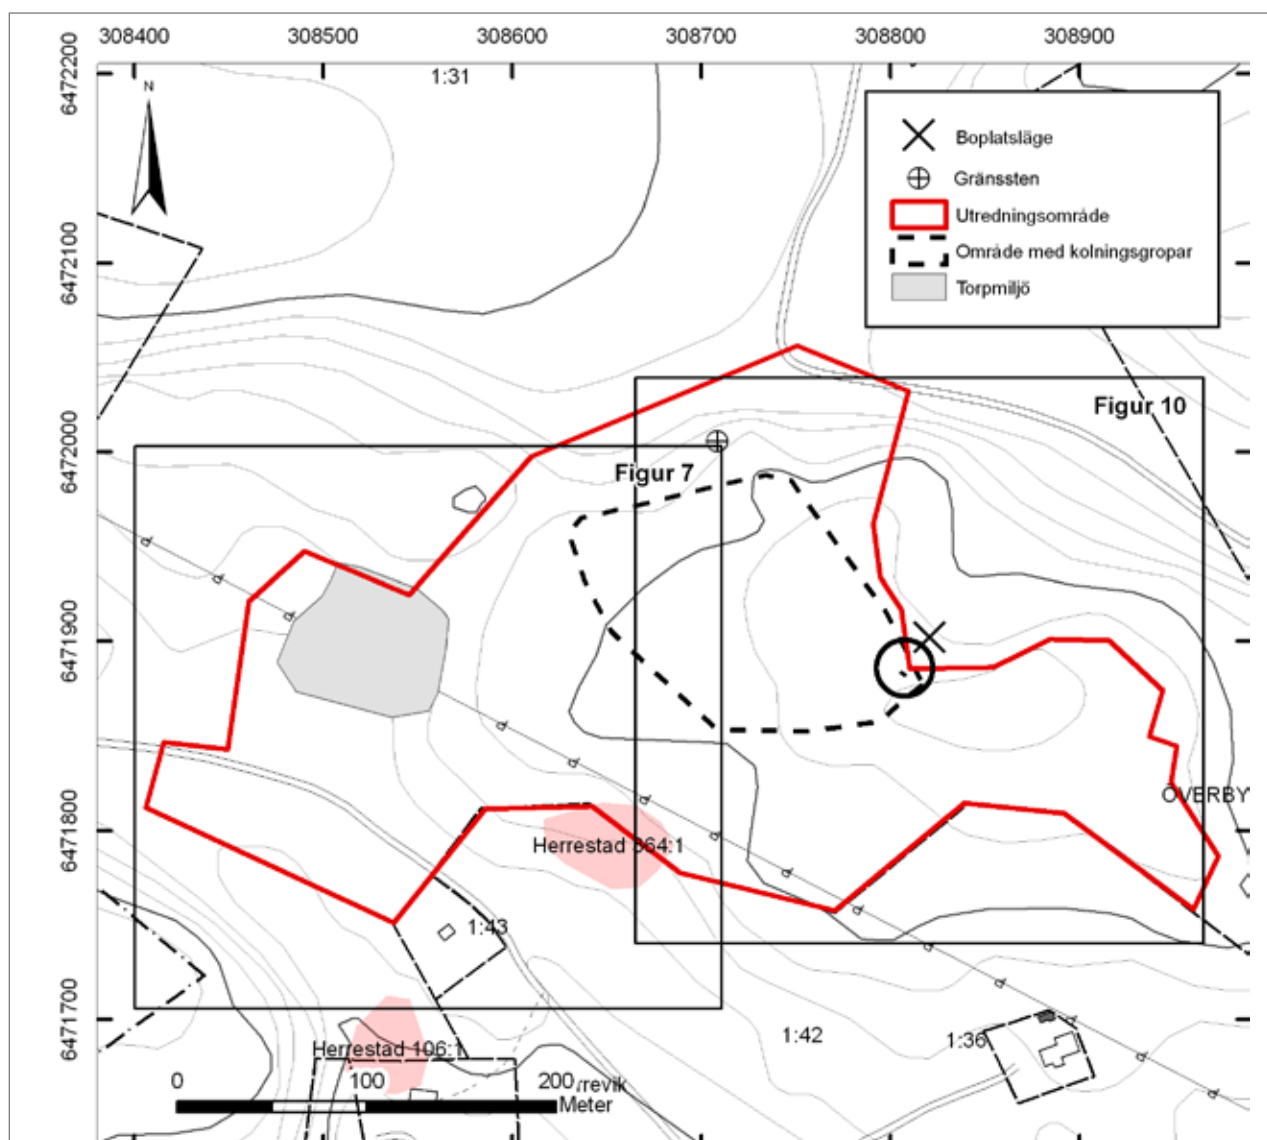 308400 308500 308600 308700 308800 308900
6472200
6472100
6472000
6471900
6471800
6471700
N
1:31
Boplatsläge
Gränssten
Utredningsområde
Område med kolningsgropar
Torpmiljö
Figur 10
Figur 7
ÖVERBY
Herrestad 364:1
1:43
1:42
1:36
Herrestad 106:1
0 100 200
Meter